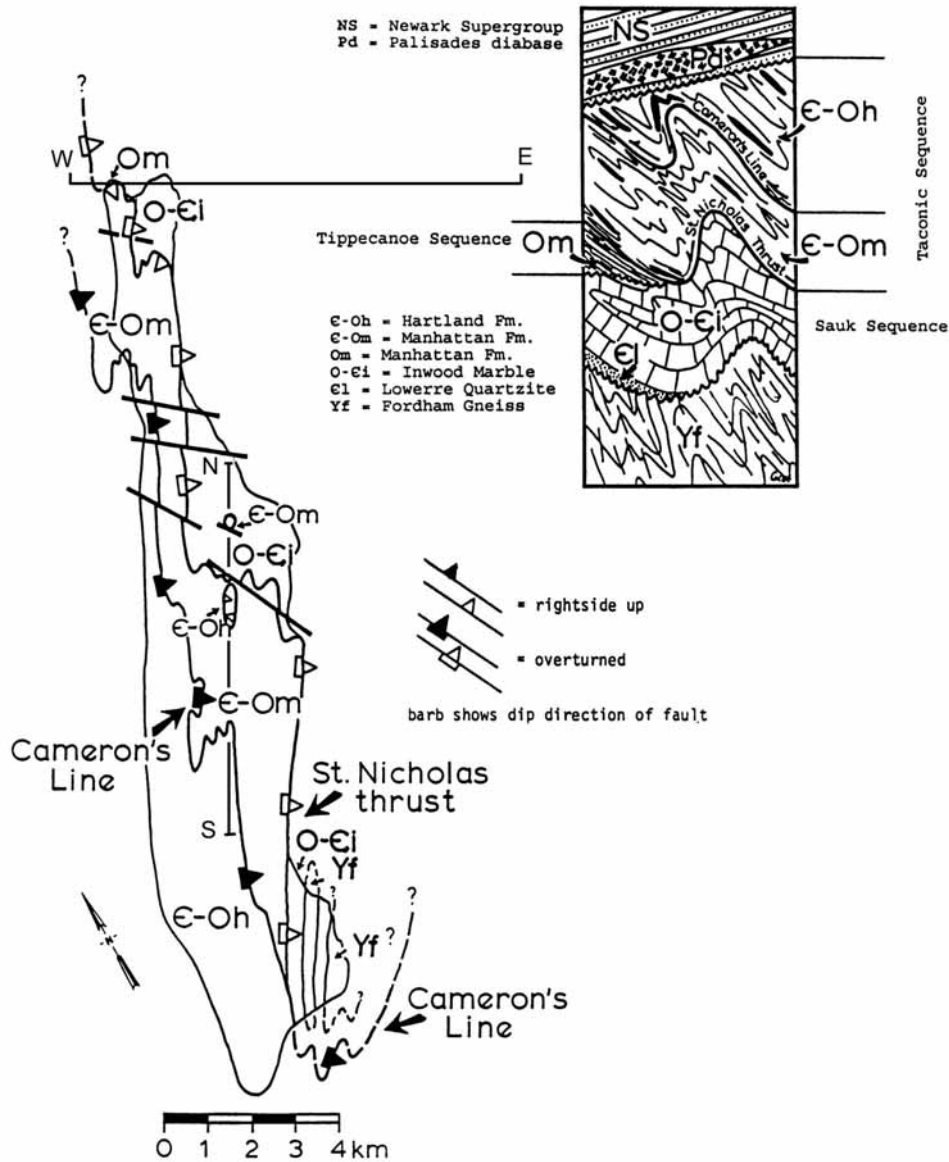 NS = Newark Supergroup
Pd = Palisades diabase
NS
Pd
Cameron's Line
Є-Oh
Taconic Sequence
St. Nicholas Thrust
Є-Om
Tippecanoe Sequence
Om
O-Єi
Sauk Sequence
Єl
Yf
Є-Oh = Hartland Fm.
Є-Om = Manhattan Fm.
Om = Manhattan Fm.
O-Єi = Inwood Marble
Єl = Lowerre Quartzite
Yf = Fordham Gneiss
?
W
E
Om
O-Єi
?
Є-Om
N
Є-Om
O-Єi
Є-Oh
Є-Om
Cameron's
Line
St. Nicholas
thrust
S
O-Єi
Yf
?
?
Є-Oh
Yf ?
?
Cameron's
Line
N
= rightside up
= overturned
barb shows dip direction of fault
0 1 2 3 4 km